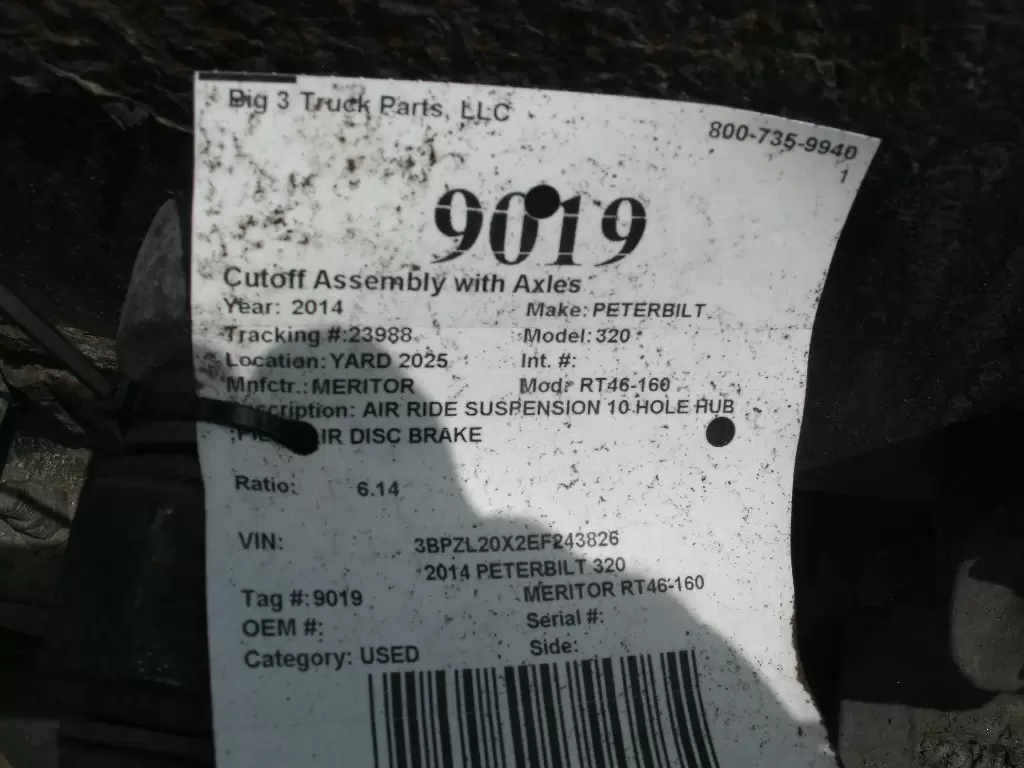 Big 3 Truck Parts, LLC
800-735-9940
1
9019
Cutoff Assembly with Axles
Year: 2014 Make: PETERBILT
Tracking #:23988 Model: 320
Location: YARD 2025 Int. #:
Mnfctr.: MERITOR Mod: RT46-160
scription: AIR RIDE SUSPENSION 10 HOLE HUB
AIR DISC BRAKE
Ratio: 6.14
VIN: 3BPZL20X2EF243826
2014 PETERBILT 320
MERITOR RT46-160
Tag #: 9019
Serial #:
OEM #:
Side:
Category: USED